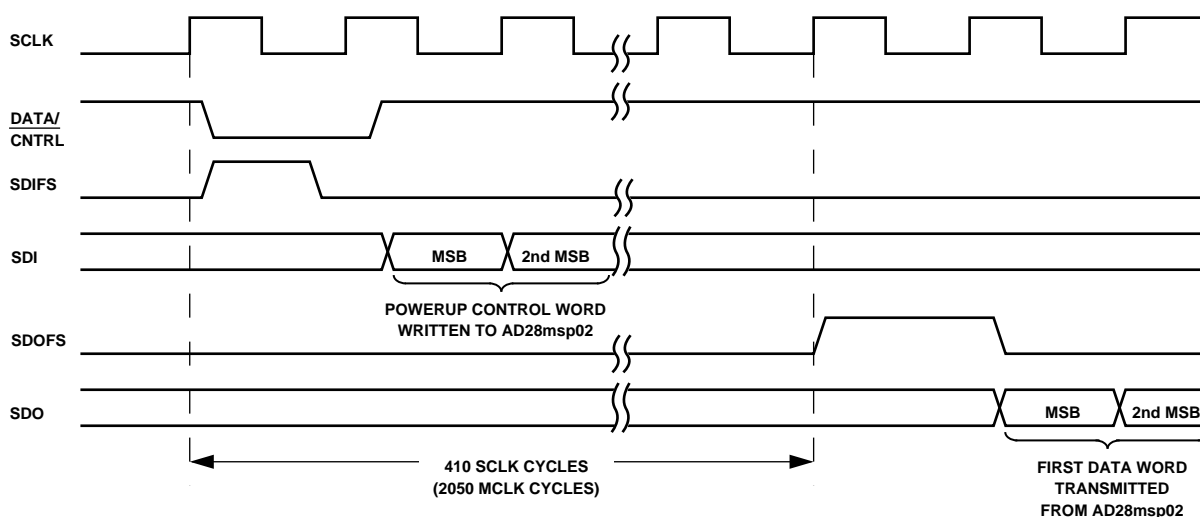 SCLK
DATA/
CNTRL
SDIFS
SDI
MSB
2nd MSB
POWERUP CONTROL WORD
WRITTEN TO AD28msp02
SDOFS
SDO
MSB
2nd MSB
410 SCLK CYCLES
(2050 MCLK CYCLES)
FIRST DATA WORD
TRANSMITTED
FROM AD28msp02